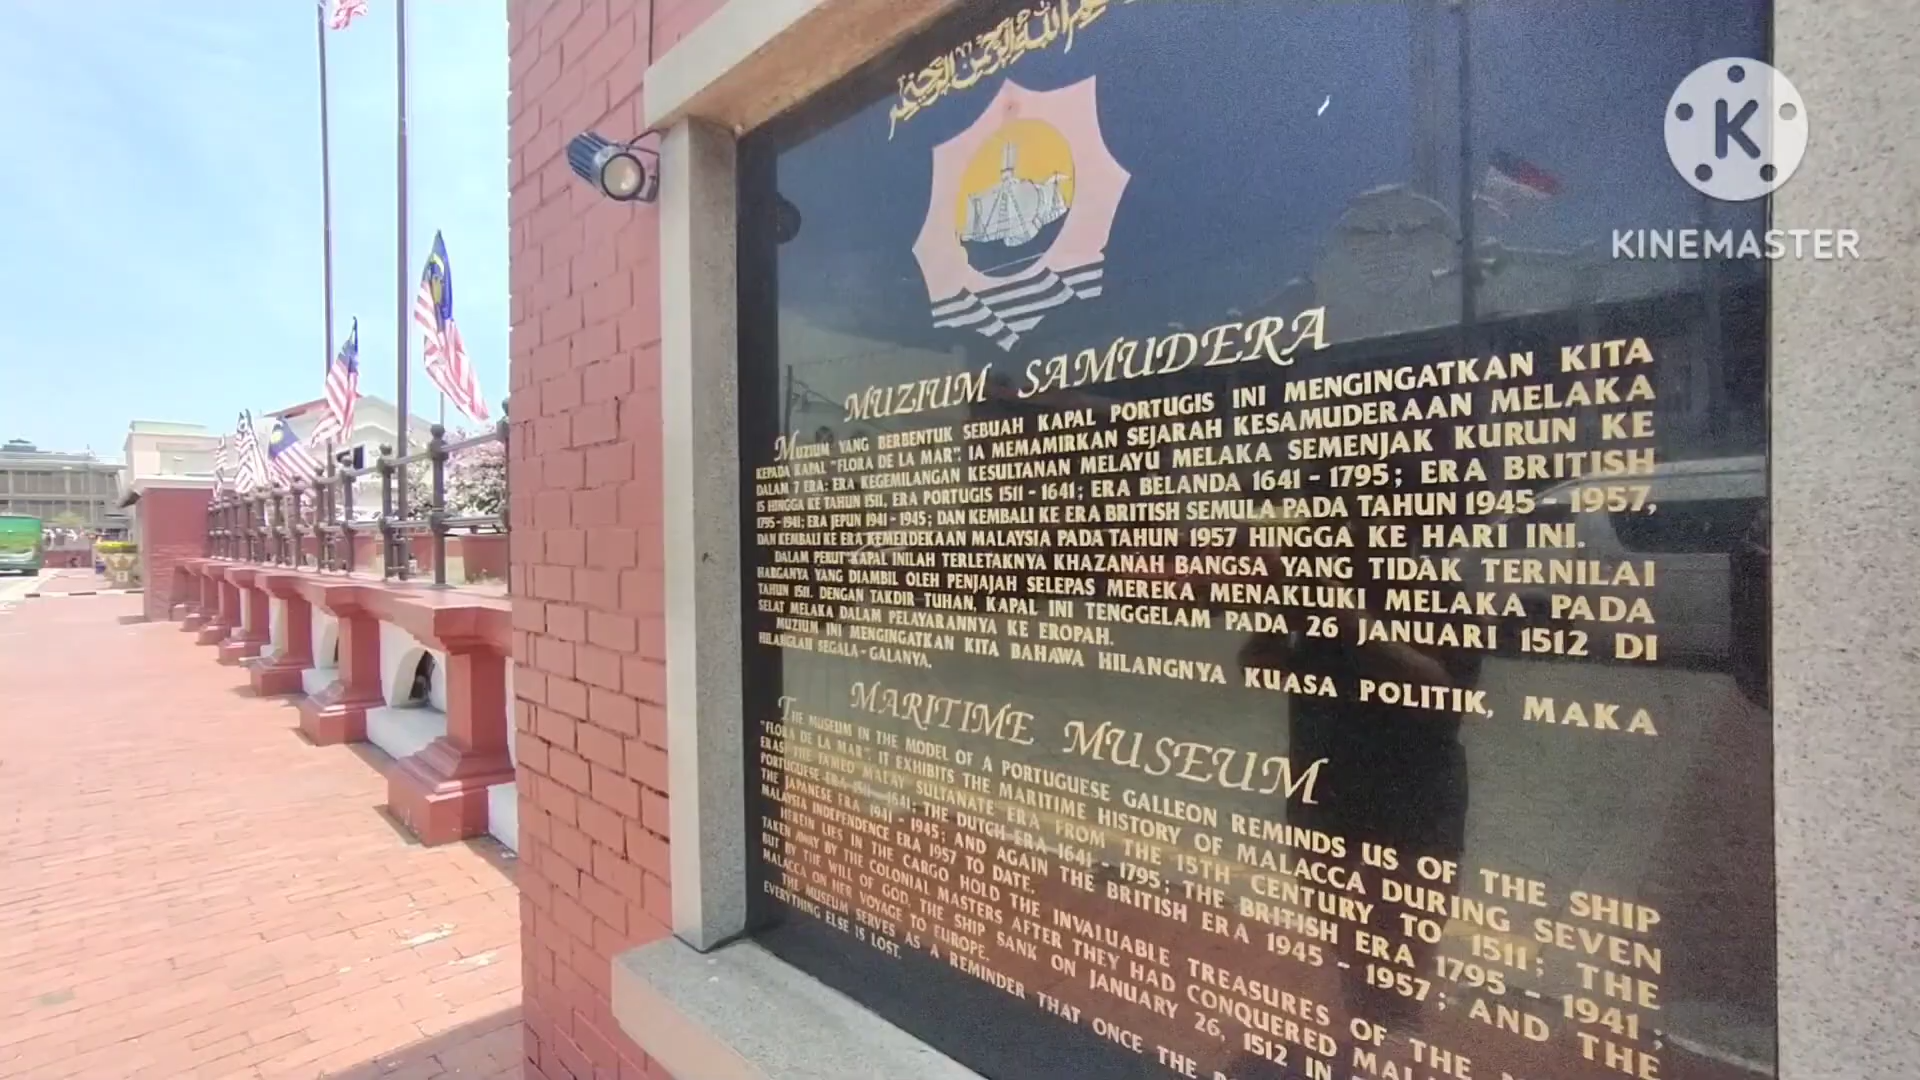 بسم الله الرحمن الرحيم
K
KINEMASTER
MUZIUM SAMUDERA
MUZIUM YANG BERBENTUK SEBUAH KAPAL PORTUGIS INI MENGINGATKAN KITA
KEPADA KAPAL "FLORA DE LA MAR". IA MEMAMIRKAN SEJARAH KESAMUDERAAN MELAKA
DALAM 7 ERA: ERA KEGEMILANGAN KESULTANAN MELAYU MELAKA SEMENJAK KURUN KE
15 HINGGA KE TAHUN 1511, ERA PORTUGIS 1511 - 1641; ERA BELANDA 1641 - 1795; ERA BRITISH
1795-1941; ERA JEPUN 1941 - 1945; DAN KEMBALI KE ERA BRITISH SEMULA PADA TAHUN 1945 - 1957,
DAN KEMBALI KE ERA KEMERDEKAAN MALAYSIA PADA TAHUN 1957 HINGGA KE HARI INI.
DALAM PERUT KAPAL INILAH TERLETAKNYA KHAZANAH BANGSA YANG TIDAK TERNILAI
HARGANYA YANG DIAMBIL OLEH PENJAJAH SELEPAS MEREKA MENAKLUKI MELAKA PADA
TAHUN 1511. DENGAN TAKDIR TUHAN, KAPAL INI TENGGELAM PADA 26 JANUARI 1512 DI
SELAT MELAKA DALAM PELAYARANNYA KE EROPAH.
MUZIUM INI MENGINGATKAN KITA BAHAWA HILANGNYA KUASA POLITIK, MAKA
HILANGLAH SEGALA - GALANYA.
MARITIME MUSEUM
THE MUSEUM IN THE MODEL OF A PORTUGUESE GALLEON REMINDS US OF THE SHIP
"FLORA DE LA MAR". IT EXHIBITS THE MARITIME HISTORY OF MALACCA DURING SEVEN
ERAS: THE FAMED MALAY SULTANATE ERA FROM THE 15TH CENTURY TO 1511; THE
PORTUGUESE ERA 1511 - 1641; THE DUTCH ERA 1641 - 1795; THE BRITISH ERA 1795 - 1941;
THE JAPANESE ERA 1941 - 1945; AND AGAIN THE BRITISH ERA 1945 - 1957; AND THE
MALAYSIA INDEPENDENCE ERA 1957 TO DATE.
HEREIN LIES IN THE CARGO HOLD THE INVALUABLE TREASURES OF THE
TAKEN AWAY BY THE COLONIAL MASTERS AFTER THEY HAD CONQUERED
BUT BY THE WILL OF GOD, THE SHIP SANK ON JANUARY 26, 1512 IN
MALACCA ON HER VOYAGE TO EUROPE.
THE MUSEUM SERVES AS A REMINDER THAT ONCE THE
EVERYTHING ELSE IS LOST.